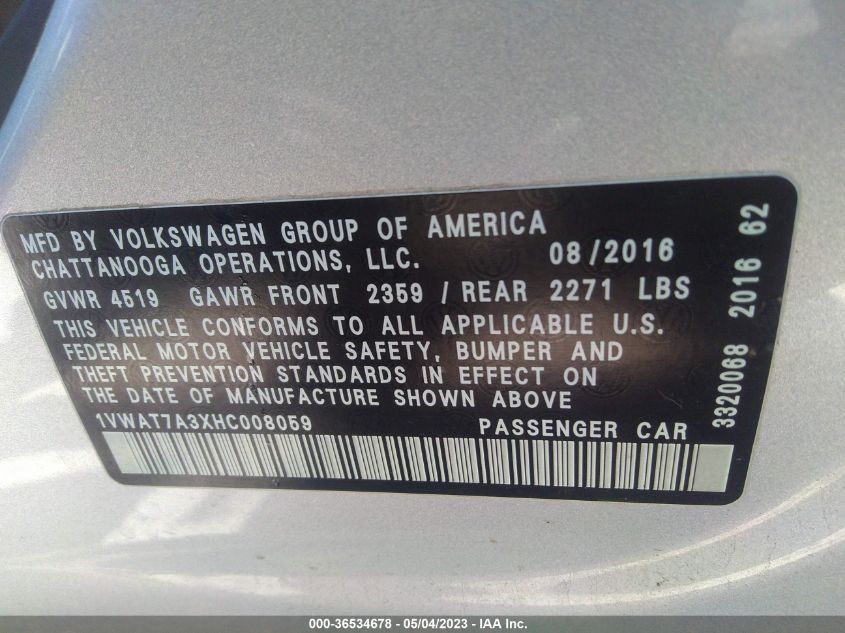 MFD BY VOLKSWAGEN GROUP OF AMERICA
CHATTANOOGA OPERATIONS, LLC. 08/2016
GVWR 4519 GAWR FRONT 2359 / REAR 2271 LBS
THIS VEHICLE CONFORMS TO ALL APPLICABLE U.S.
FEDERAL MOTOR VEHICLE SAFETY, BUMPER AND
THEFT PREVENTION STANDARDS IN EFFECT ON
THE DATE OF MANUFACTURE SHOWN ABOVE
1VWAT7A3XHC008059 PASSENGER CAR
3320068 2016 62
000-36534678 - 05/04/2023 - IAA Inc.